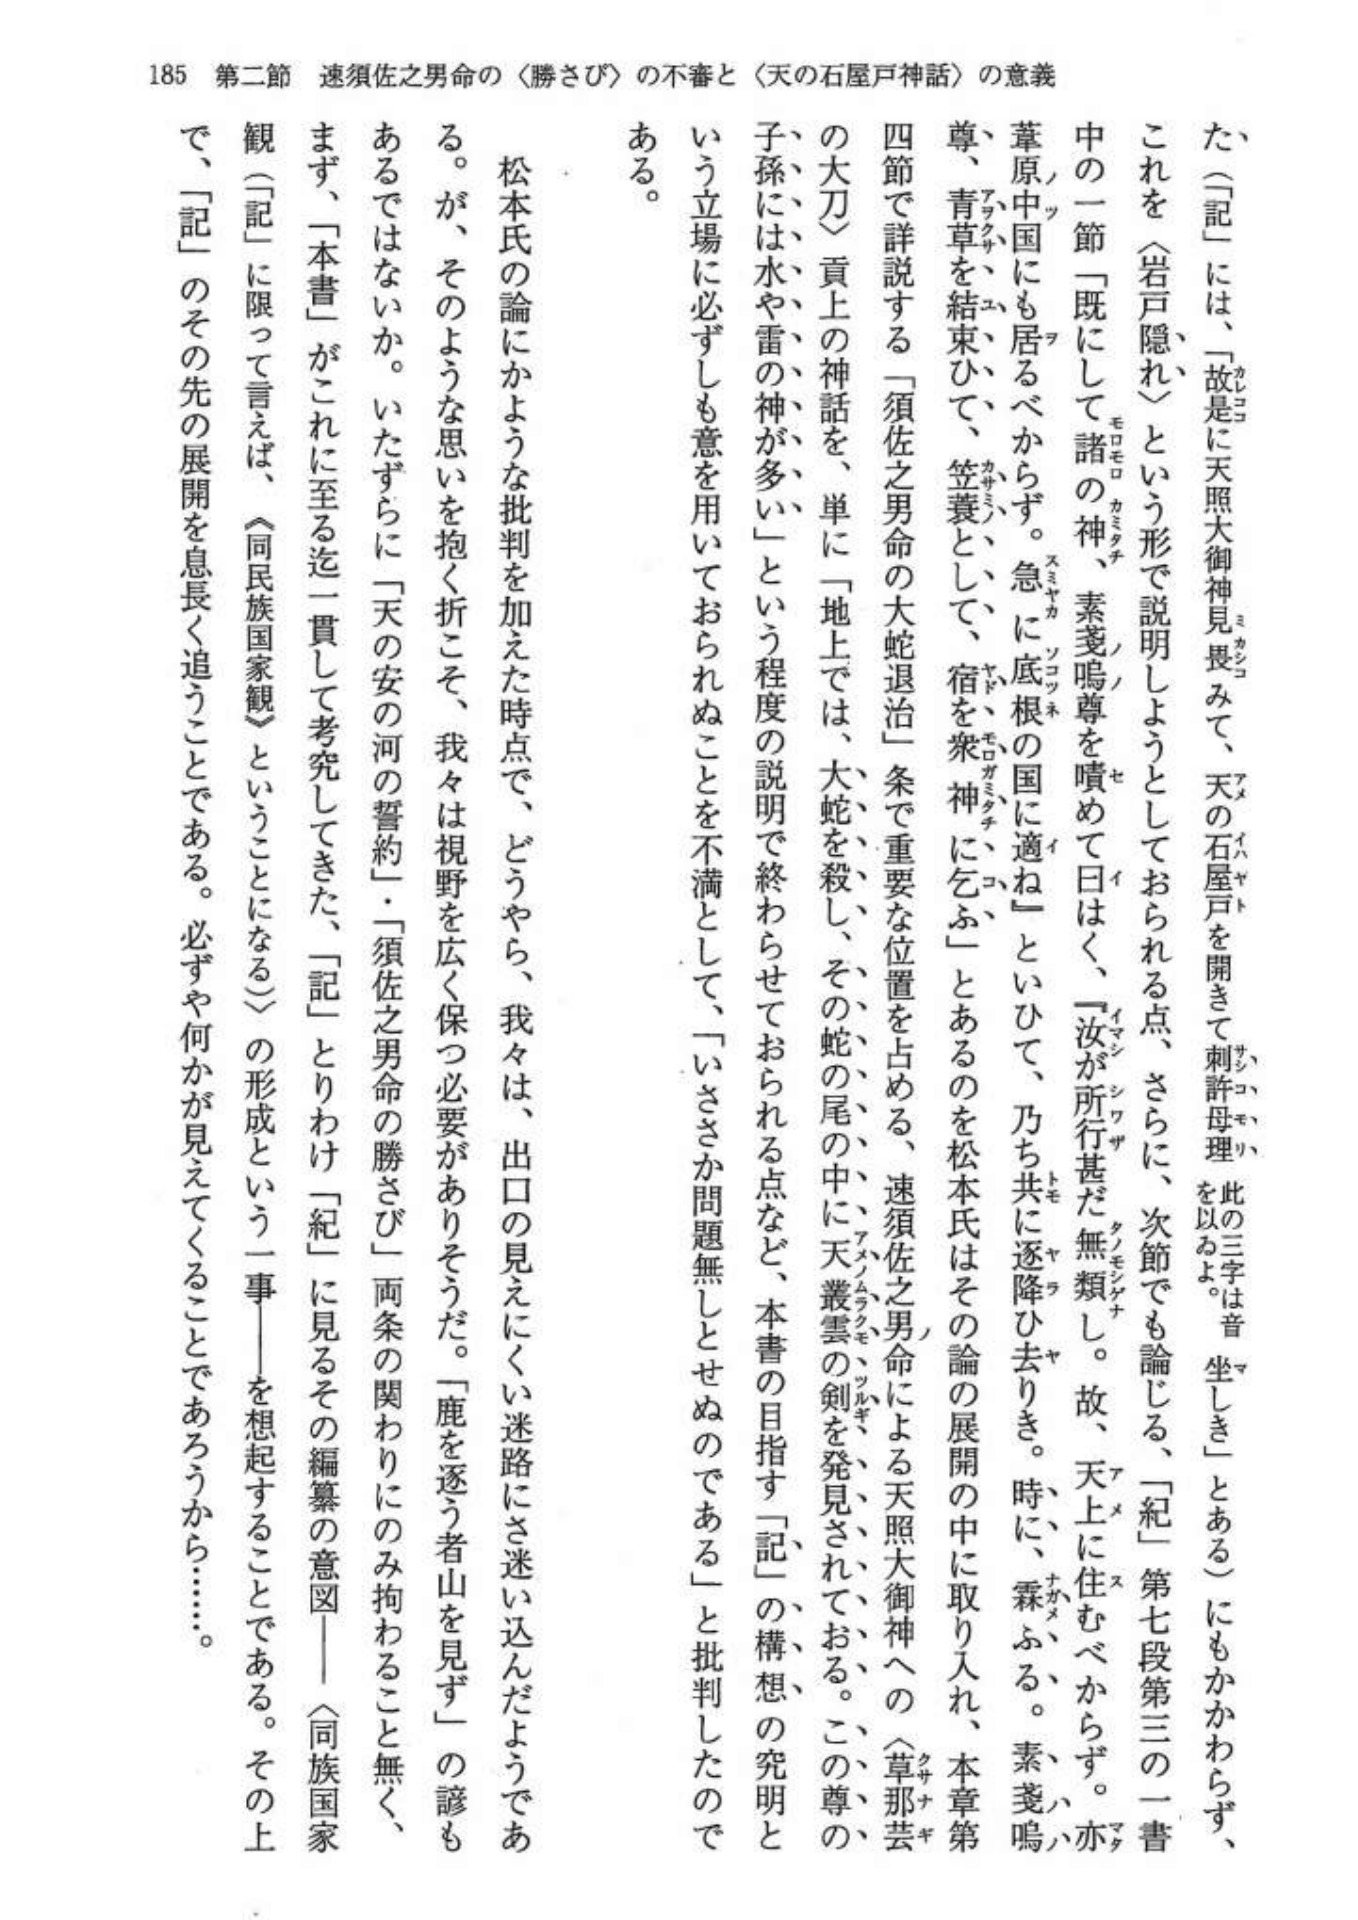 185　第二節　速須佐之男命の〈勝さび〉の不審と〈天の石屋戸神話〉の意義
た（「記」には、「故是に天照大御神見畏みて、天の石屋戸を開きて刺許母理此の三字は音を以ゐよ。坐しき」とある）にもかかわらず、
これを〈岩戸隠れ〉という形で説明しようとしておられる点、さらに、次節でも論じる、「紀」第七段第三の一書
中の一節「既にして諸の神、素戔嗚尊を嘖めて曰はく、『汝が所行甚だ無頼し。故、天上に住むべからず。亦
葦原中国にも居るべからず。急に底根の国に適ね』といひて、乃ち共に逐降ひ去りき。時に、霖ふる。素戔嗚
尊、青草を結束ひて、笠蓑として、宿を衆神に乞ふ」とあるのを松本氏はその論の展開の中に取り入れ、本章第
四節で詳説する「須佐之男命の大蛇退治」条で重要な位置を占める、速須佐之男命による天照大御神への〈草那芸
の大刀〉貢上の神話を、単に「地上では、大蛇を殺し、その蛇の尾の中に天叢雲の剣を発見されておる。この尊の
子孫には水や雷の神が多い」という程度の説明で終わらせておられる点など、本書の目指す「記」の構想の究明と
いう立場に必ずしも意を用いておられぬことを不満として、「いささか問題無しとせぬのである」と批判したので
ある。
松本氏の論にかような批判を加えた時点で、どうやら、我々は、出口の見えにくい迷路にさ迷い込んだようであ
る。が、そのような思いを抱く折こそ、我々は視野を広く保つ必要がありそうだ。「鹿を逐う者山を見ず」の諺も
あるではないか。いたずらに「天の安の河の誓約」・「須佐之男命の勝さび」両条の関わりにのみ拘わること無く、
まず、「本書」がこれに至る迄一貫して考究してきた、「記」とりわけ「紀」に見るその編纂の意図――〈同族国家
観（「記」に限って言えば、《同民族国家観》ということになる）〉の形成という一事――を想起することである。その上
で、「記」のその先の展開を息長く追うことである。必ずや何かが見えてくることであろうから……。